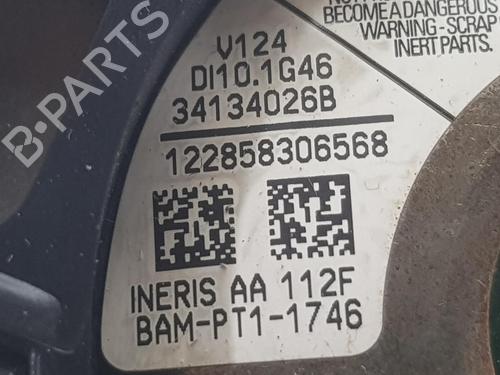 BECOME A DANGEROUS
WARNING - SCRAP
INERT PARTS.
V124
DI10.1G46
34134026B
122858306568
INERIS AA 112F
BAM-PT1-1746
B-PARTS